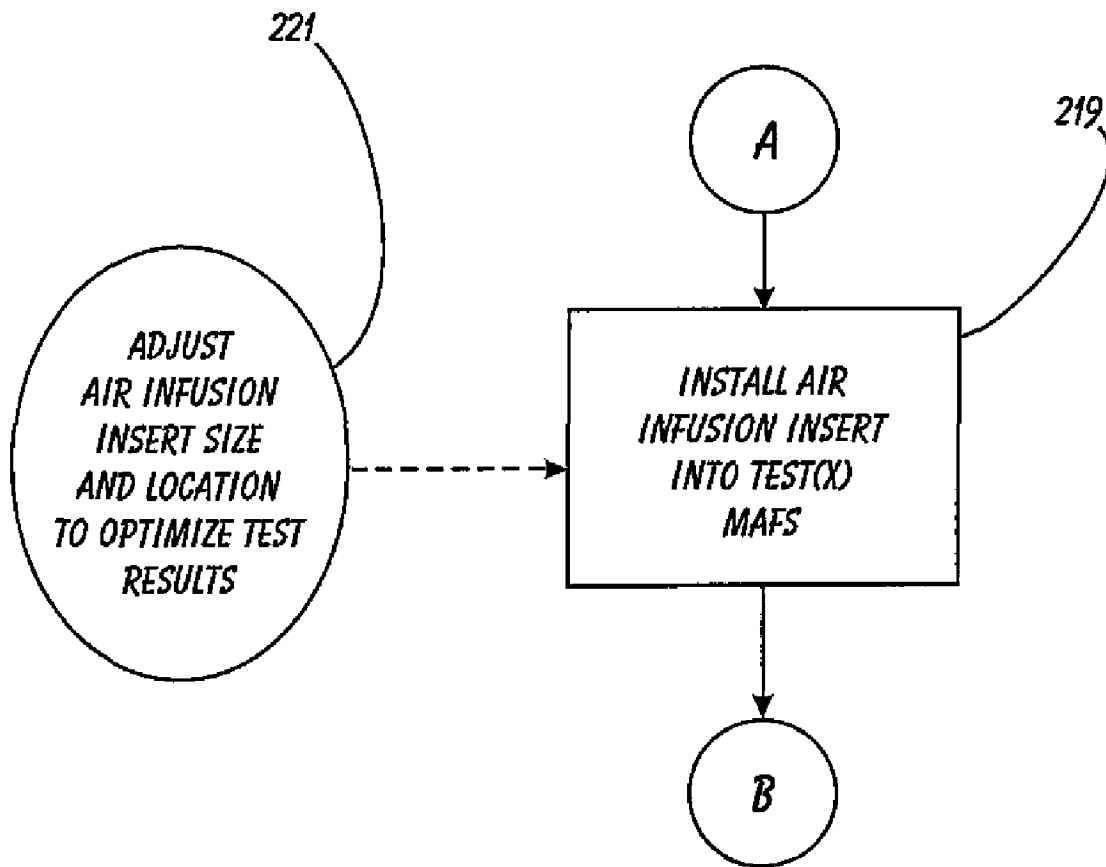 221
A
219
ADJUST
AIR INFUSION
INSERT SIZE
AND LOCATION
TO OPTIMIZE TEST
RESULTS
INSTALL AIR
INFUSION INSERT
INTO TEST(X)
MAFS
B